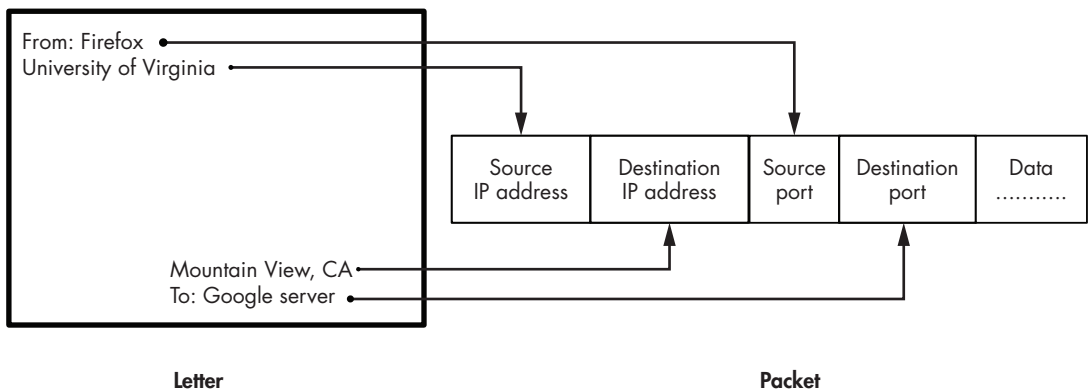 From: Firefox
University of Virginia
Source
IP address
Destination
IP address
Source
port
Destination
port
Data
...........
Mountain View, CA
To: Google server
Letter
Packet